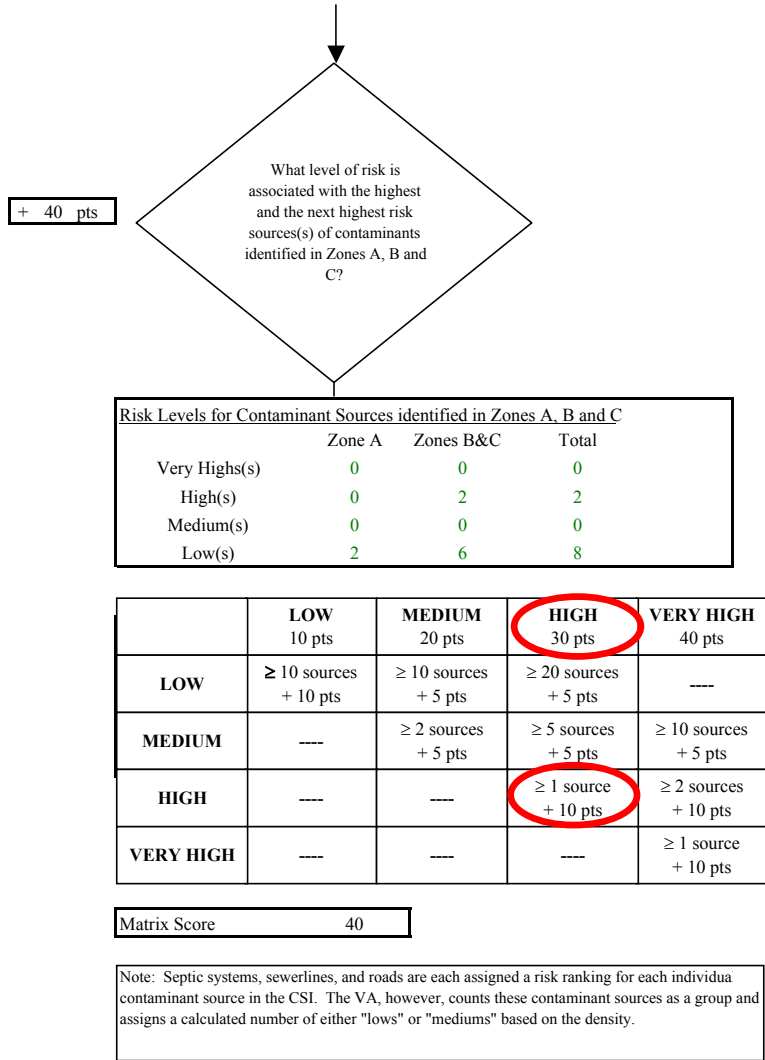 What level of risk is
associated with the highest
and the next highest risk
sources(s) of contaminants
identified in Zones A, B and
C?
+ 40 pts
Risk Levels for Contaminant Sources identified in Zones A, B and C
Zone A Zones B&C Total
Very Highs(s) 0 0 0
High(s) 0 2 2
Medium(s) 0 0 0
Low(s) 2 6 8
LOW MEDIUM HIGH VERY HIGH
10 pts 20 pts 30 pts 40 pts
LOW ≥ 10 sources ≥ 10 sources ≥ 20 sources ----
+ 10 pts + 5 pts + 5 pts
MEDIUM ---- ≥ 2 sources ≥ 5 sources ≥ 10 sources
+ 5 pts + 5 pts + 5 pts
HIGH ---- ---- ≥ 1 source ≥ 2 sources
+ 10 pts + 10 pts
VERY HIGH ---- ---- ---- ≥ 1 source
+ 10 pts
Matrix Score 40
Note: Septic systems, sewerlines, and roads are each assigned a risk ranking for each individua
contaminant source in the CSI. The VA, however, counts these contaminant sources as a group and
assigns a calculated number of either "lows" or "mediums" based on the density.